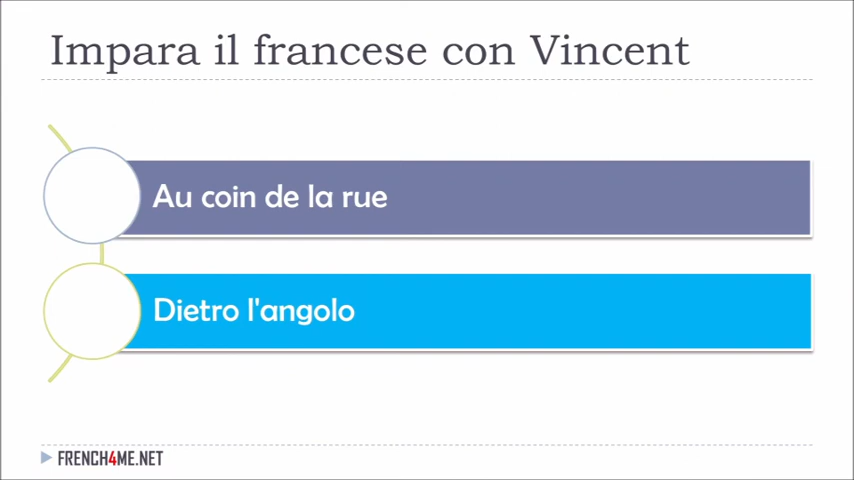 Impara il francese con Vincent
Au coin de la rue
Dietro l'angolo
FRENCH4ME.NET